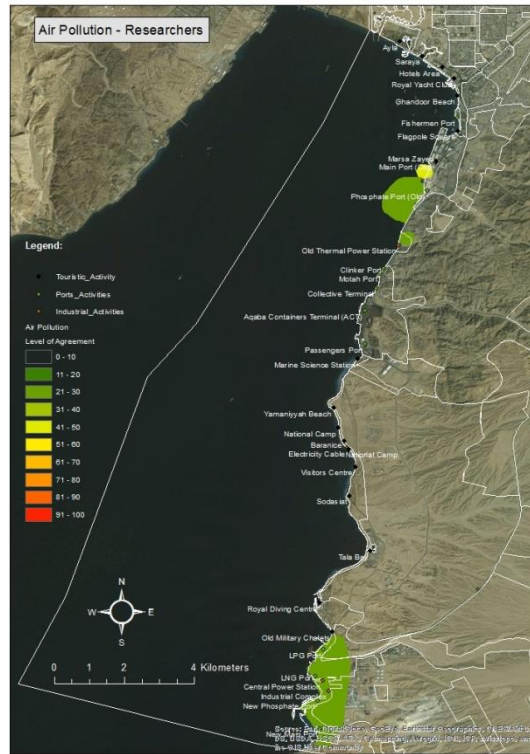 Air Pollution - Researchers
Ayla
Saraya
Hotels Area
Royal Yacht Club
Ghandoor Beach
Fishermen Port
Flagpole Square
Marsa Zayed
Main Port
Phosphate Port (Old)
Old Thermal Power Station
Legend:
Touristic_Activity
Ports_Activities
Industrial_Activities
Air Pollution
Level of Agreement
0 - 10
11 - 20
21 - 30
31 - 40
41 - 50
51 - 60
61 - 70
71 - 80
81 - 90
91 - 100
Clinker Port
Motah Port
Collective Terminal
Aqaba Containers Terminal (ACT)
Passengers Port
Marine Science Station
Yamaniyyah Beach
National Camp
Baranice
Electricity Cable National Camp
Visitors Centre
Sodasiat
Tala Bay
N
W E
S
Royal Diving Centre
Old Military Chalets
0 1 2 3 4 Kilometers
LPG Port
LNG Port
Central Power Station
Industrial Complex
New Phosphate Port